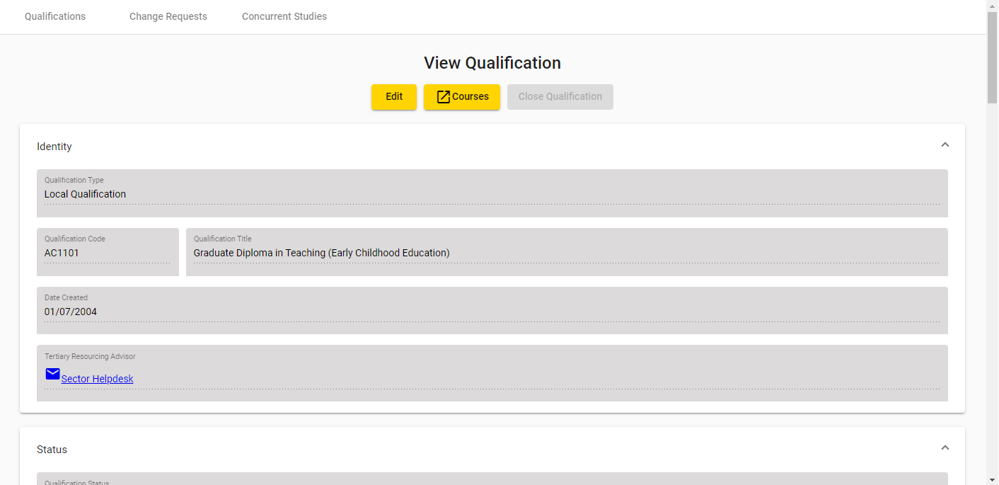 Qualifications Change Requests Concurrent Studies
View Qualification
Edit Courses Close Qualification
Identity
Qualification Type
Local Qualification
Qualification Code Qualification Title
AC1101 Graduate Diploma in Teaching (Early Childhood Education)
Date Created
01/07/2004
Tertiary Resourcing Advisor
Sector Helpdesk
Status
Qualification Status